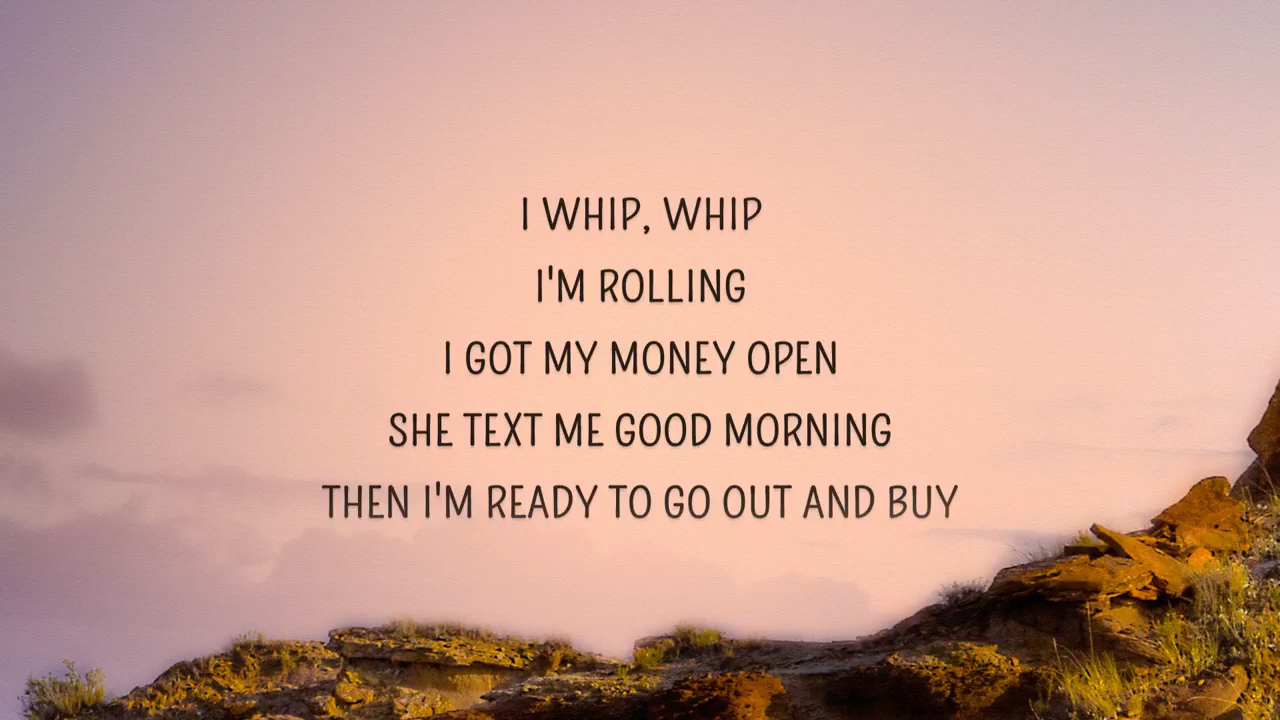 I WHIP, WHIP
I'M ROLLING
I GOT MY MONEY OPEN
SHE TEXT ME GOOD MORNING
THEN I'M READY TO GO OUT AND BUY